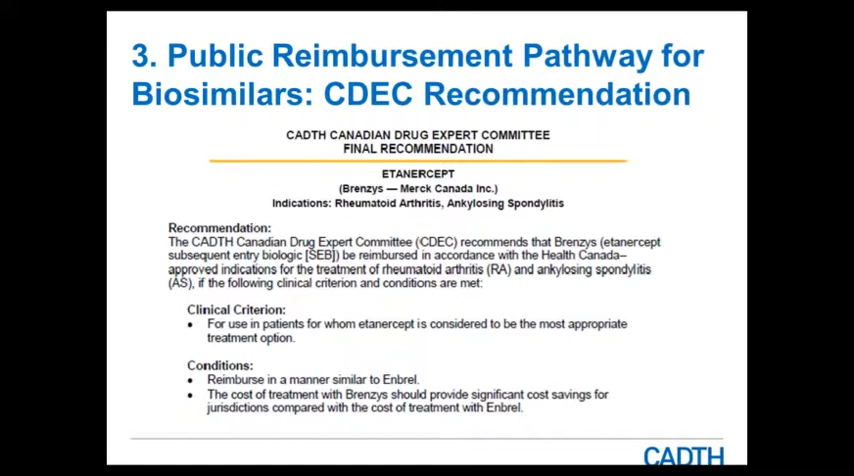 3. Public Reimbursement Pathway for
Biosimilars: CDEC Recommendation
CADTH CANADIAN DRUG EXPERT COMMITTEE
FINAL RECOMMENDATION
ETANERCEPT
(Brenzys — Merck Canada Inc.)
Indications: Rheumatoid Arthritis, Ankylosing Spondylitis
Recommendation:
The CADTH Canadian Drug Expert Committee (CDEC) recommends that Brenzys (etanercept
subsequent entry biologic [SEB]) be reimbursed in accordance with the Health Canada–
approved indications for the treatment of rheumatoid arthritis (RA) and ankylosing spondylitis
(AS), if the following clinical criterion and conditions are met:
Clinical Criterion:
• For use in patients for whom etanercept is considered to be the most appropriate
treatment option.
Conditions:
• Reimburse in a manner similar to Enbrel.
• The cost of treatment with Brenzys should provide significant cost savings for
jurisdictions compared with the cost of treatment with Enbrel.
CADTH